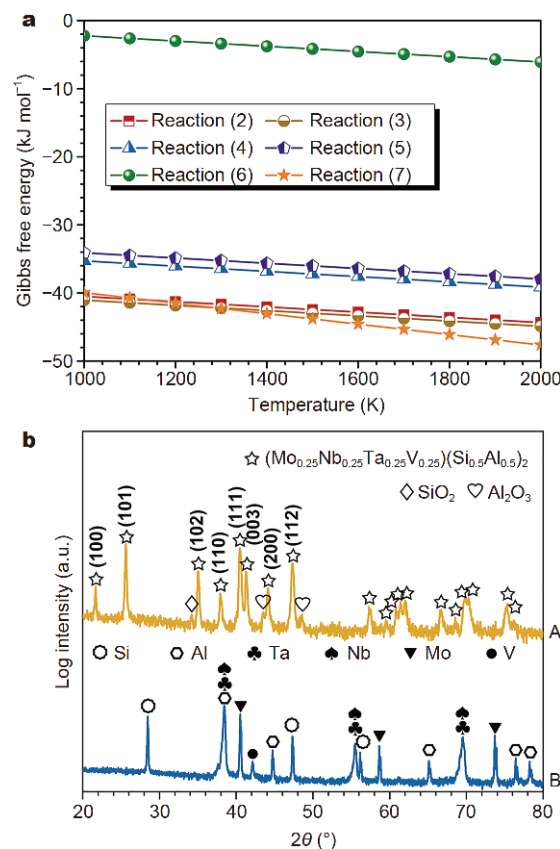 a
0
−10
−20
−30
−40
−50
Gibbs free energy (kJ mol⁻¹)
Reaction (2) Reaction (3)
Reaction (4) Reaction (5)
Reaction (6) Reaction (7)
1000 1200 1400 1600 1800 2000
Temperature (K)
b
(Mo₀.₂₅Nb₀.₂₅Ta₀.₂₅V₀.₂₅)(Si₀.₅Al₀.₅)₂
SiO₂ Al₂O₃
(100) (101) (102) (110) (111) (003) (200) (112)
A
Si Al Ta Nb Mo V
B
Log intensity (a.u.)
20 30 40 50 60 70 80
2θ (°)